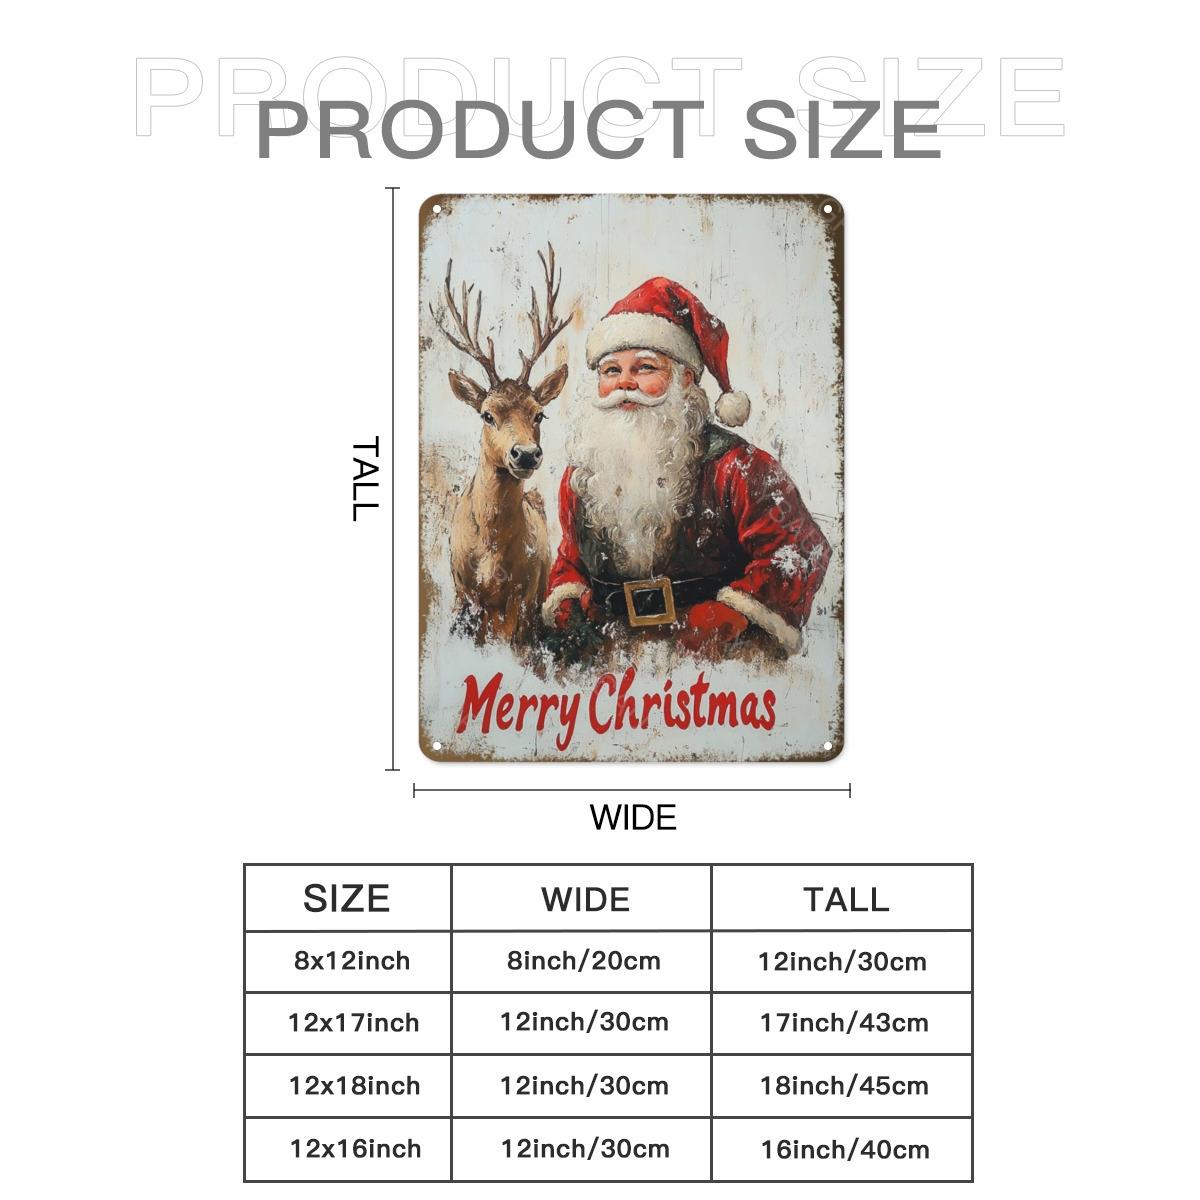 PRODUCT SIZE
PRODUCT SIZE
TALL
Merry Christmas
WIDE
SIZE WIDE TALL
8x12inch 8inch/20cm 12inch/30cm
12x17inch 12inch/30cm 17inch/43cm
12x18inch 12inch/30cm 18inch/45cm
12x16inch 12inch/30cm 16inch/40cm